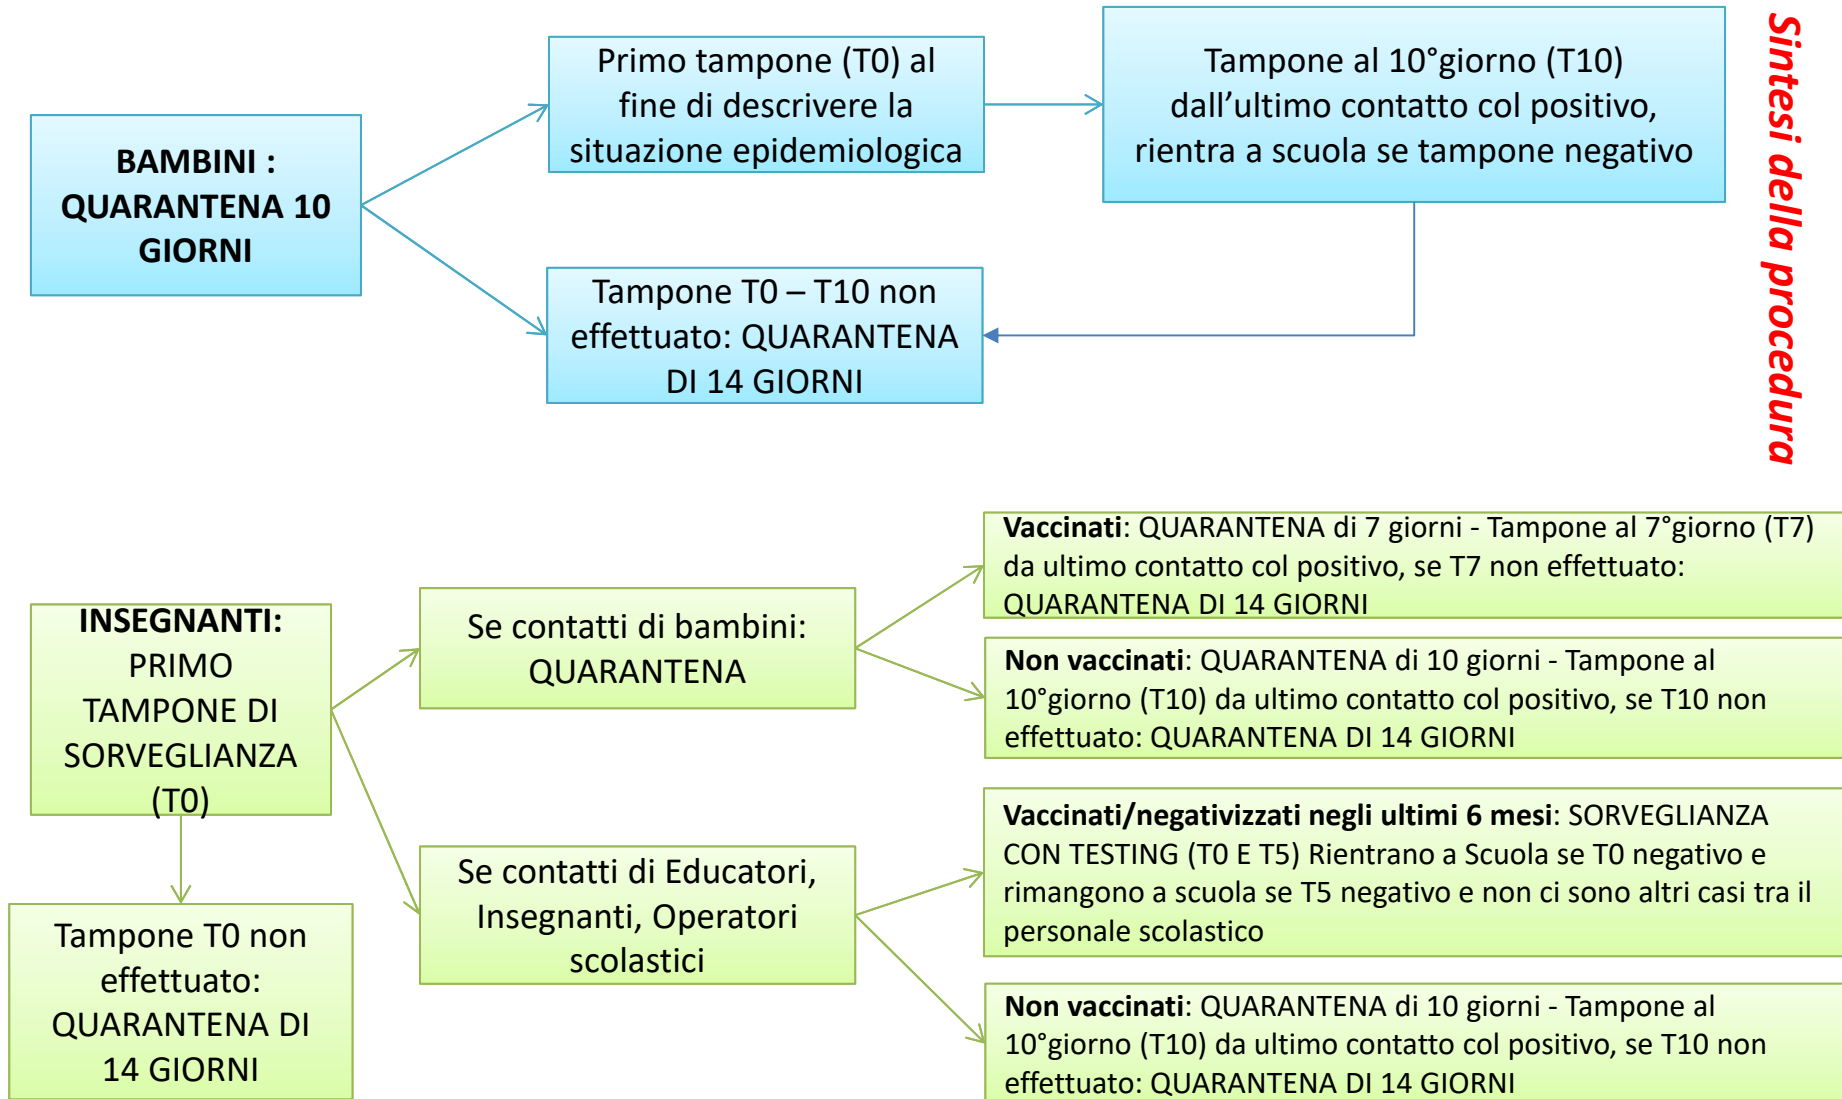 Sintesi della procedura
BAMBINI :
QUARANTENA 10
GIORNI
Primo tampone (T0) al
fine di descrivere la
situazione epidemiologica
Tampone al 10°giorno (T10)
dall’ultimo contatto col positivo,
rientra a scuola se tampone negativo
Tampone T0 – T10 non
effettuato: QUARANTENA
DI 14 GIORNI
INSEGNANTI:
PRIMO
TAMPONE DI
SORVEGLIANZA
(T0)
Tampone T0 non
effettuato:
QUARANTENA DI
14 GIORNI
Se contatti di bambini:
QUARANTENA
Vaccinati: QUARANTENA di 7 giorni - Tampone al 7°giorno (T7)
da ultimo contatto col positivo, se T7 non effettuato:
QUARANTENA DI 14 GIORNI
Non vaccinati: QUARANTENA di 10 giorni - Tampone al
10°giorno (T10) da ultimo contatto col positivo, se T10 non
effettuato: QUARANTENA DI 14 GIORNI
Se contatti di Educatori,
Insegnanti, Operatori
scolastici
Vaccinati/negativizzati negli ultimi 6 mesi: SORVEGLIANZA
CON TESTING (T0 E T5) Rientrano a Scuola se T0 negativo e
rimangono a scuola se T5 negativo e non ci sono altri casi tra il
personale scolastico
Non vaccinati: QUARANTENA di 10 giorni - Tampone al
10°giorno (T10) da ultimo contatto col positivo, se T10 non
effettuato: QUARANTENA DI 14 GIORNI